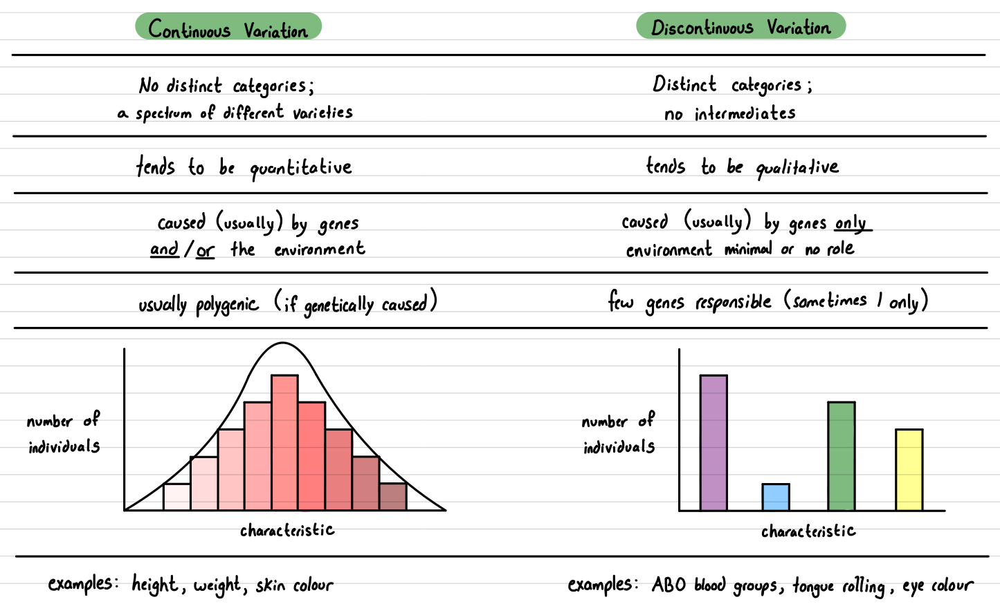 Continuous Variation
Discontinuous Variation
No distinct categories;
a spectrum of different varieties
Distinct categories;
no intermediates
tends to be quantitative
tends to be qualitative
caused (usually) by genes
and/or the environment
caused (usually) by genes only
environment minimal or no role
usually polygenic (if genetically caused)
few genes responsible (sometimes 1 only)
number of
individuals
characteristic
number of
individuals
characteristic
examples: height, weight, skin colour
examples: ABO blood groups, tongue rolling, eye colour